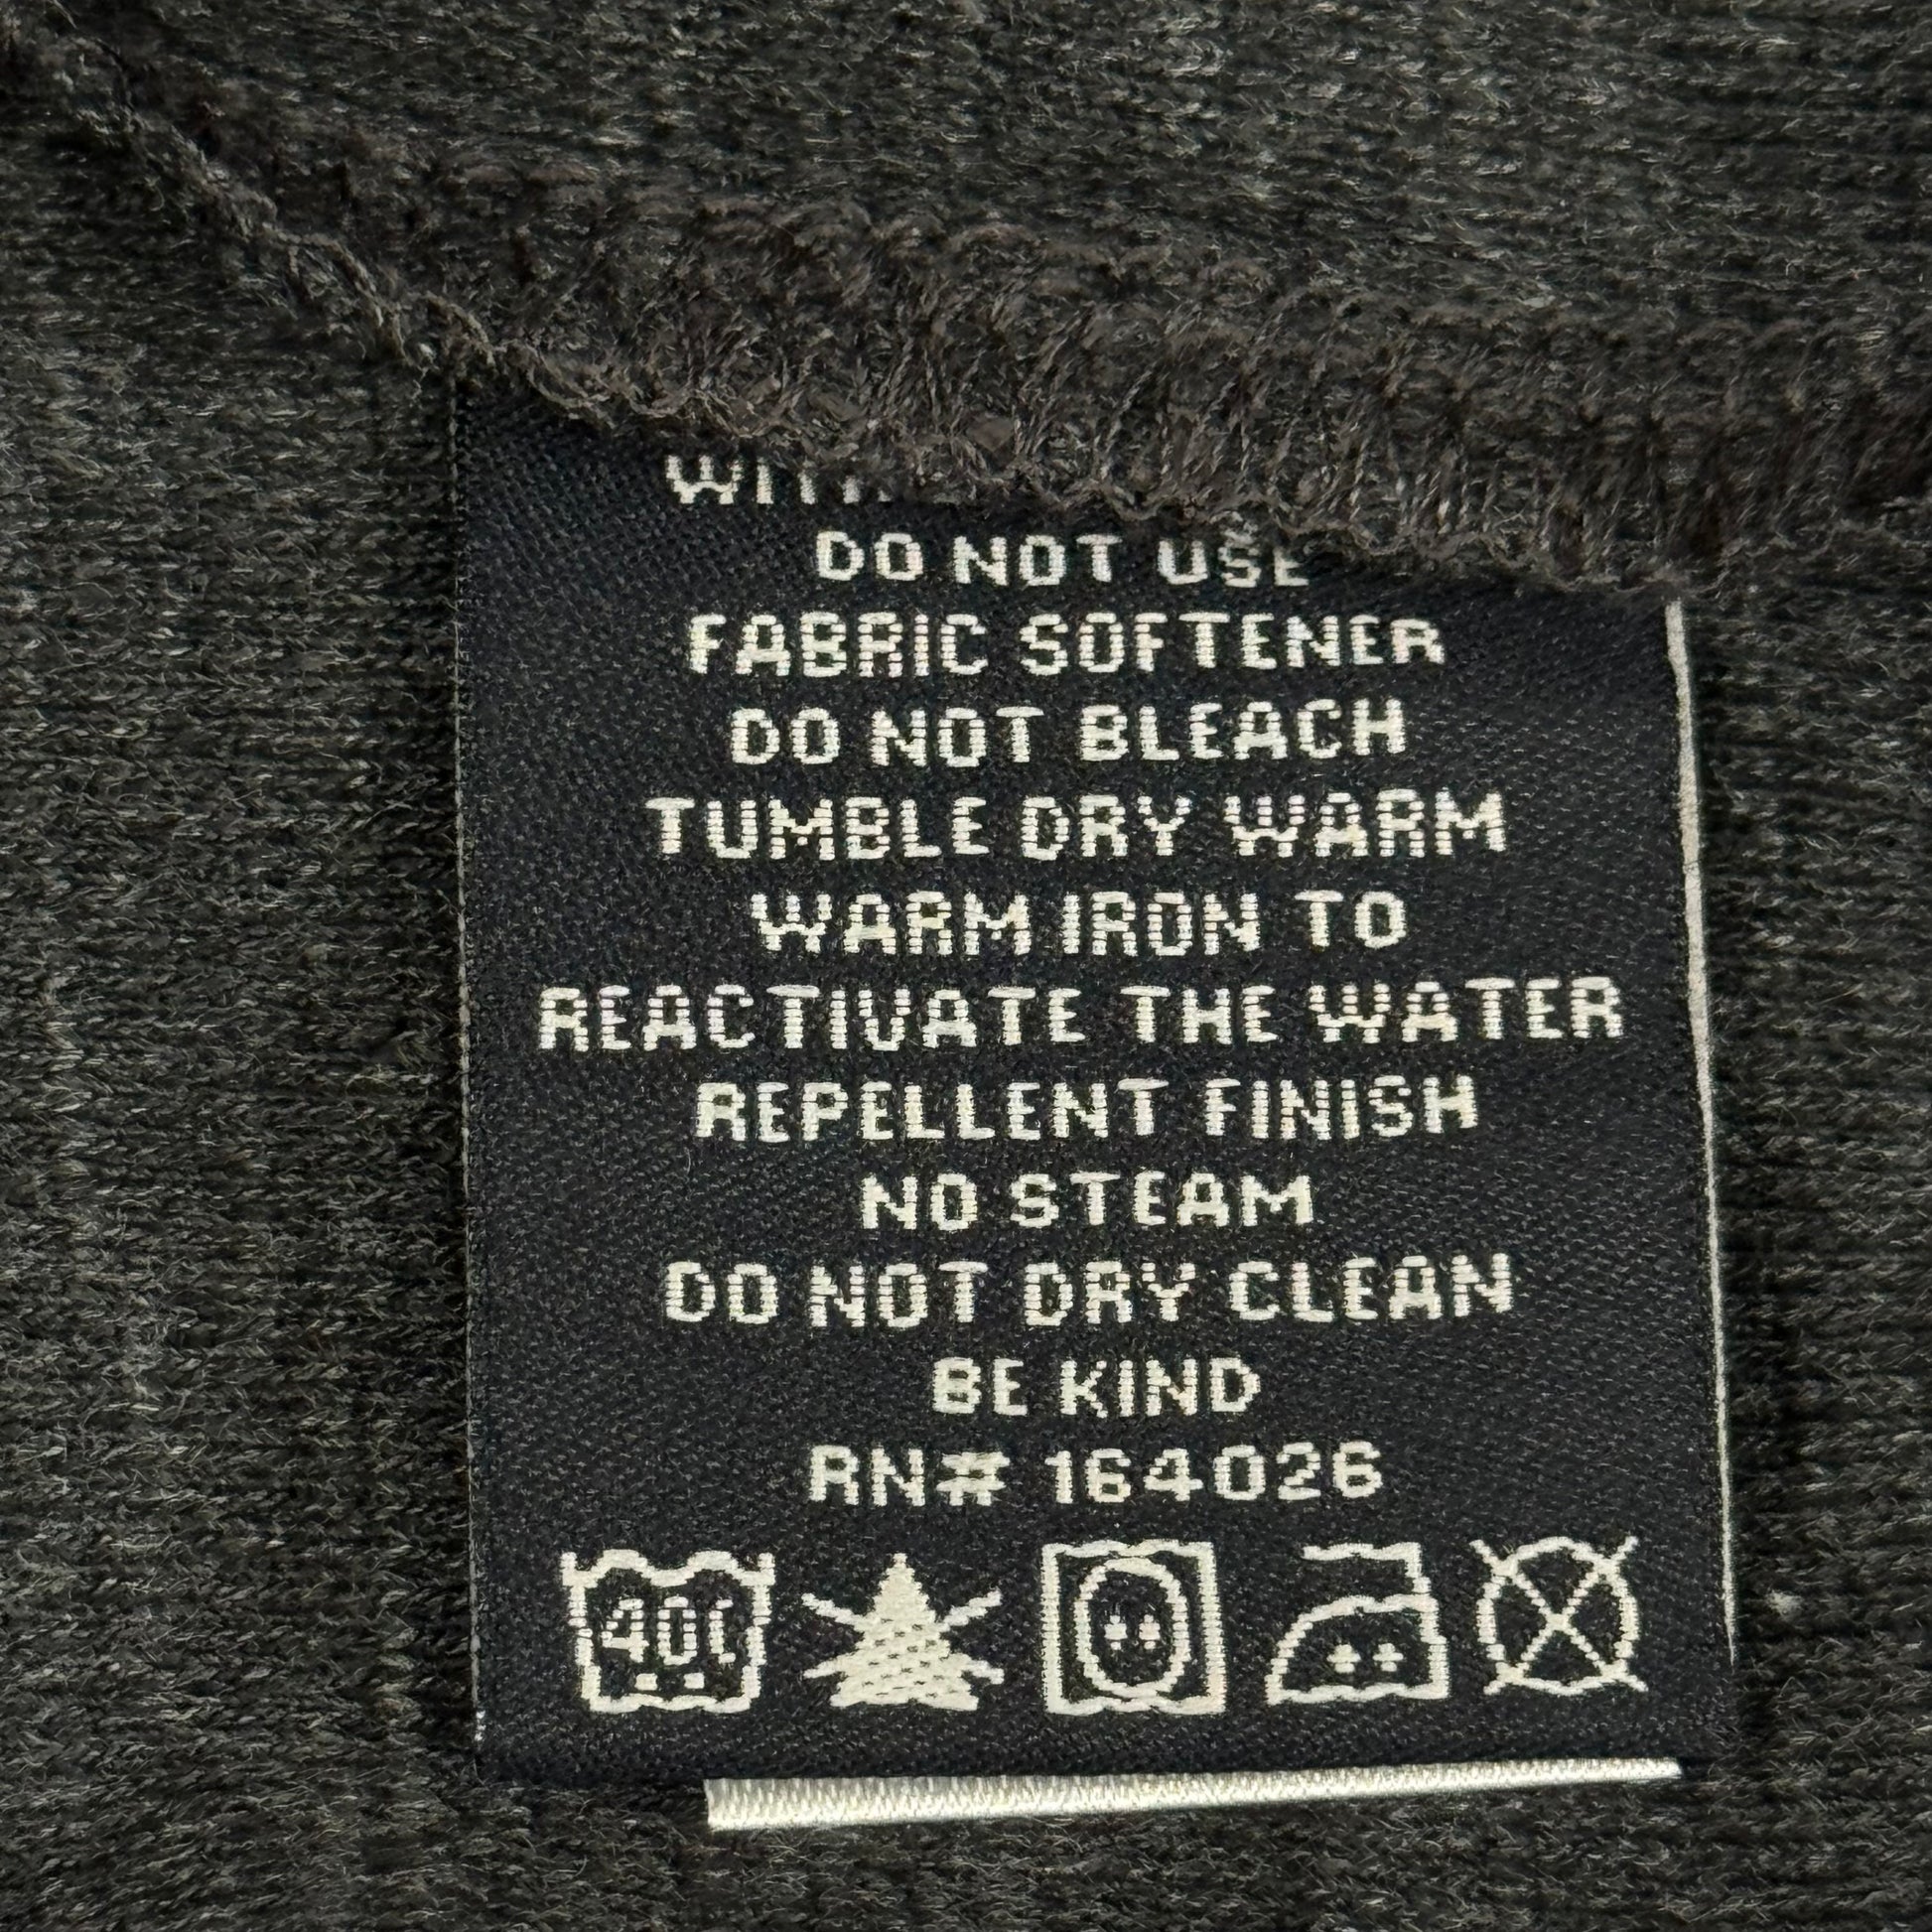 DO NOT USE
FABRIC SOFTENER
DO NOT BLEACH
TUMBLE DRY WARM
WARM IRON TO
REACTIVATE THE WATER
REPELLENT FINISH
NO STEAM
DO NOT DRY CLEAN
BE KIND
RN# 164026
40